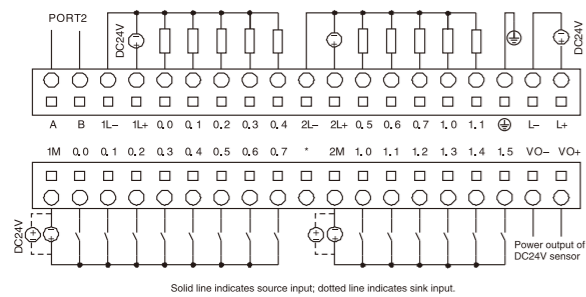 PORT2
DC24V
DC24V
DC24V
A B 1L− 1L+ 0.0 0.1 0.2 0.3 0.4 2L− 2L+ 0.5 0.6 0.7 1.0 1.1 L− L+
1M 0.0 0.1 0.2 0.3 0.4 0.5 0.6 0.7 * 2M 1.0 1.1 1.2 1.3 1.4 1.5 VO− VO+
DC24V
DC24V
Power output of
DC24V sensor
Solid line indicates source input; dotted line indicates sink input.